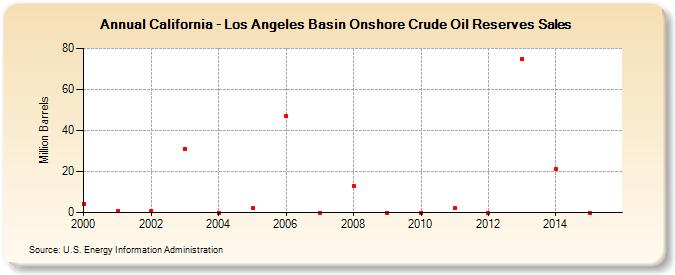 Annual California - Los Angeles Basin Onshore Crude Oil Reserves Sales
Million Barrels
80
60
40
20
0
2000 2002 2004 2006 2008 2010 2012 2014
Source: U.S. Energy Information Administration